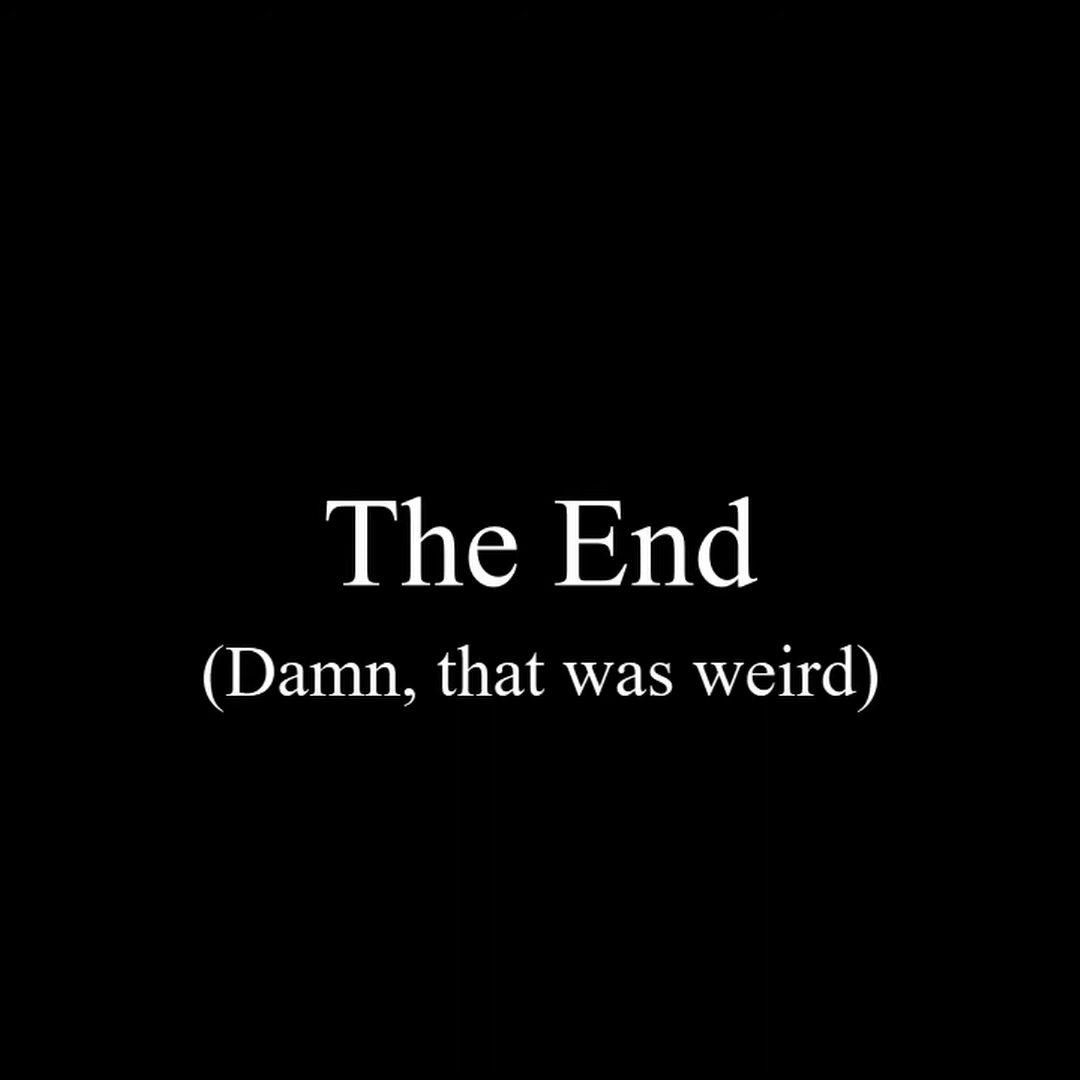 The End
(Damn, that was weird)